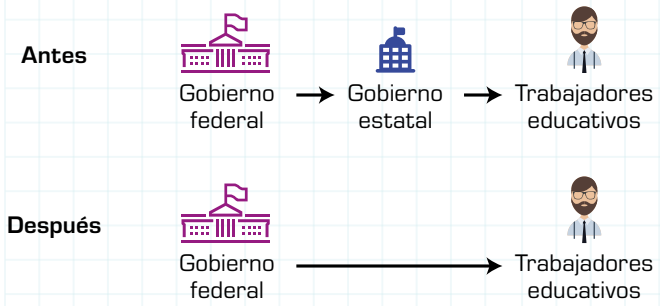 Antes
Gobierno
federal
Gobierno
estatal
Trabajadores
educativos
Después
Gobierno
federal
Trabajadores
educativos